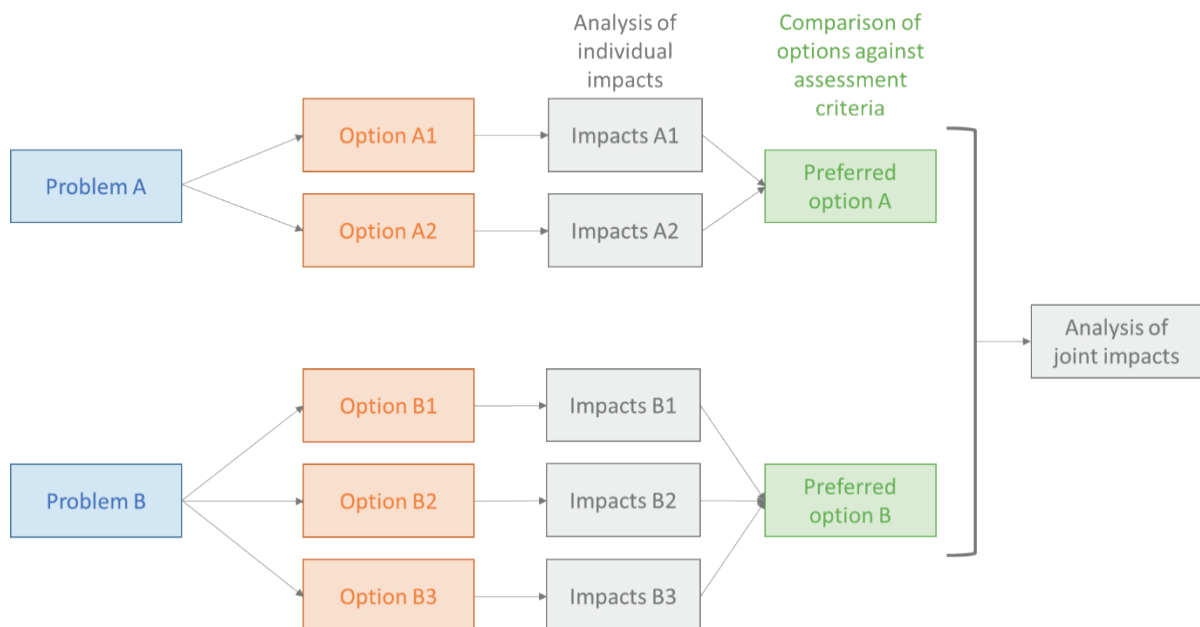 Analysis of
individual
impacts
Comparison of
options against
assessment
criteria
Problem A
Option A1
Impacts A1
Option A2
Impacts A2
Preferred
option A
Analysis of
joint impacts
Problem B
Option B1
Impacts B1
Option B2
Impacts B2
Option B3
Impacts B3
Preferred
option B